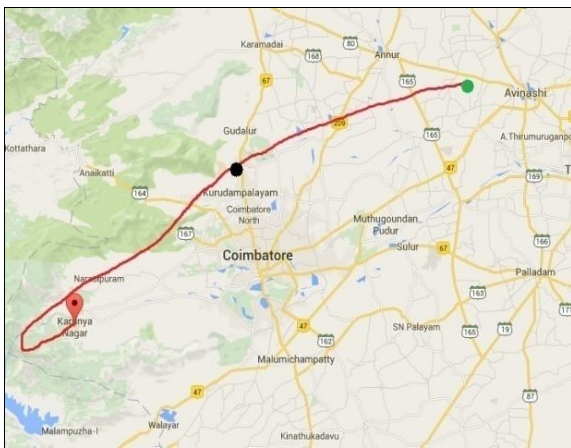 Karamadai
80
Annur
168
67
165
Avinashi
209
Gudalur
Kottathara
165
A.Thirumuruganpo
Anaikatti
47
Kurudampalayam
169
164
Coimbatore
North
167
Muthugoundan
Pudur
Coimbatore
Sulur
67
166
Palladam
Narasipuram
163
Karunya
Nagar
47
SN Palayam
165
19
171
162
Malumichampatty
47
87
Malampuzha-I
Walayar
Kinathukadavu